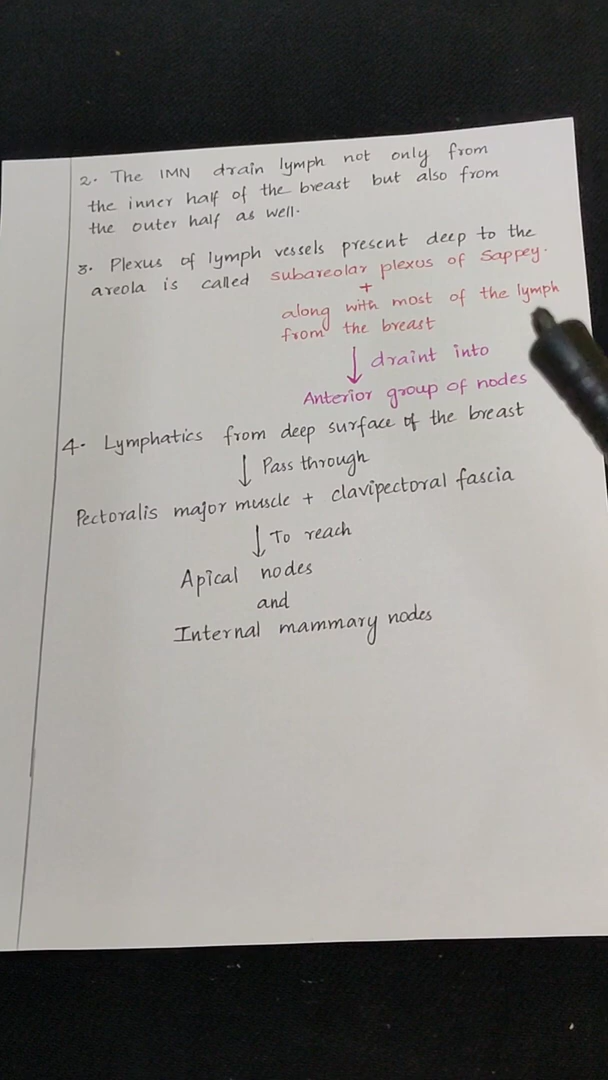 2. The IMN drain lymph not only from
the inner half of the breast but also from
the outer half as well.
3. Plexus of lymph vessels present deep to the
areola is called subareolar plexus of Sappey.
+
along with most of the lymph
from the breast
↓ draint into
Anterior group of nodes
4. Lymphatics from deep surface of the breast
↓ Pass through
Pectoralis major muscle + clavipectoral fascia
↓ To reach
Apical nodes
and
Internal mammary nodes